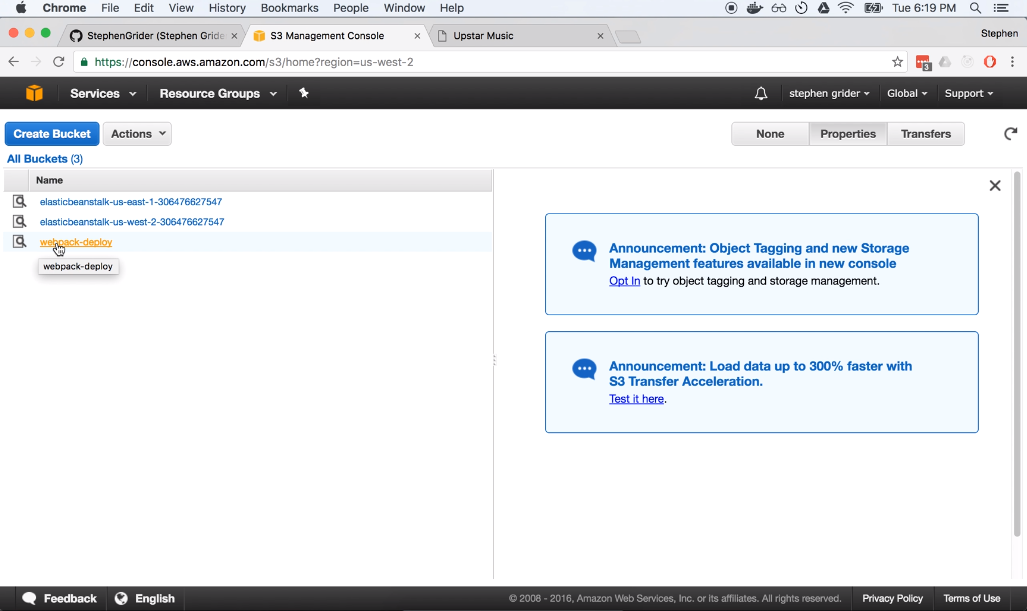 Chrome File Edit View History Bookmarks People Window Help Tue 6:19 PM
StephenGrider (Stephen Gride
S3 Management Console
Upstar Music
Stephen
https://console.aws.amazon.com/s3/home?region=us-west-2
3
Services Resource Groups stephen grider Global Support
Create Bucket Actions None Properties Transfers
All Buckets (3)
Name
elasticbeanstalk-us-east-1-306476627547
elasticbeanstalk-us-west-2-306476627547
webpack-deploy
webpack-deploy
Announcement: Object Tagging and new Storage
Management features available in new console
Opt In to try object tagging and storage management.
Announcement: Load data up to 300% faster with
S3 Transfer Acceleration.
Test it here.
Feedback English © 2008 - 2016, Amazon Web Services, Inc. or its affiliates. All rights reserved. Privacy Policy Terms of Use